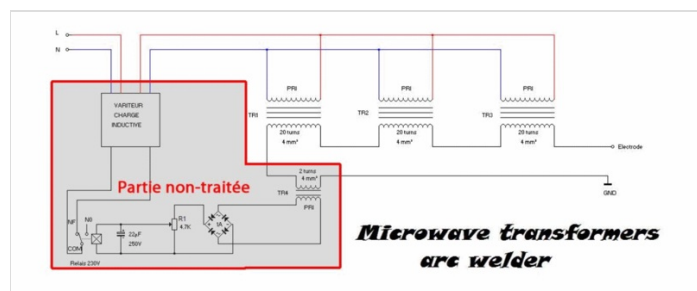 L
N
PRI
PRI
PRI
VARITEUR
CHARGE
INDUCTIVE
TR1
TR2
TR3
20 turns
4 mm²
20 turns
4 mm²
20 turns
4 mm²
Electrode
2 turns
4 mm²
Partie non-traitée
TR4
GND
PRI
NF
N0
22µF
250V
R1
4.7K
1A
COM
Relais 230V
Microwave transformers
arc welder